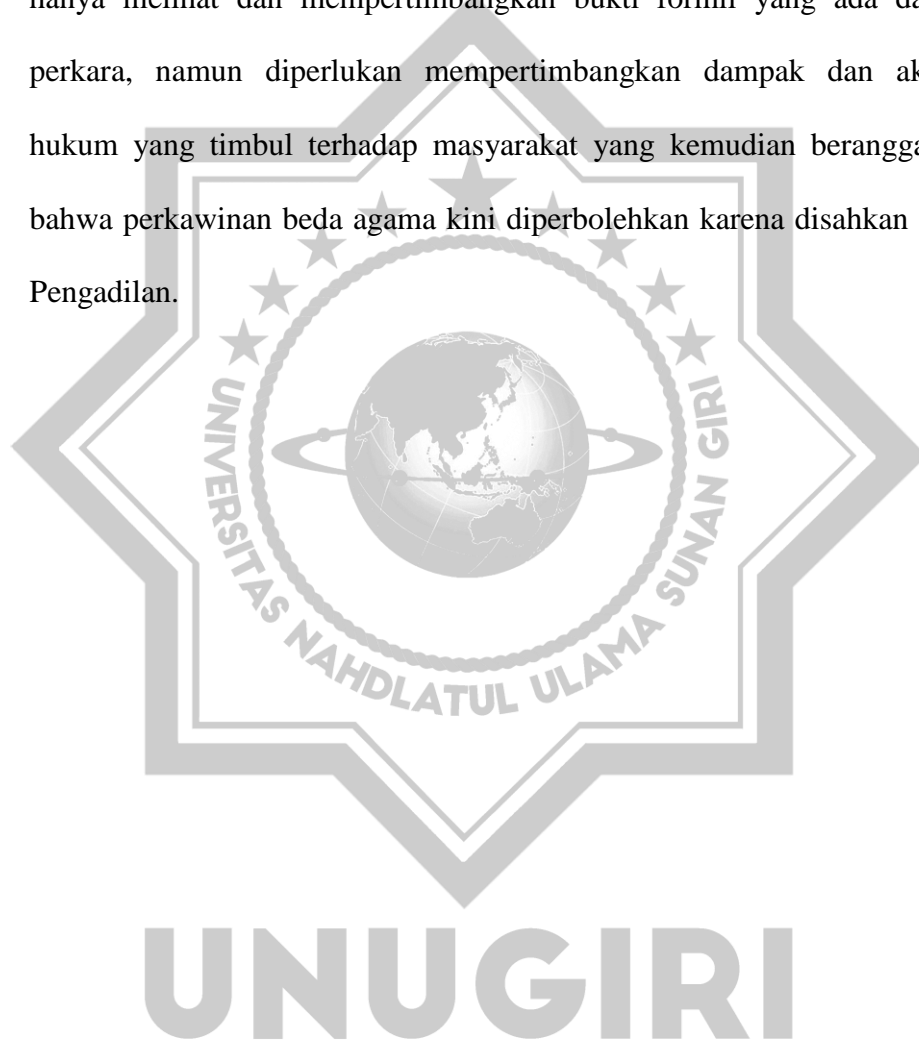 hanya melihat dan mempertimbangkan bukti formil yang ada da
perkara, namun diperlukan mempertimbangkan dampak dan ak
hukum yang timbul terhadap masyarakat yang kemudian berangga
bahwa perkawinan beda agama kini diperbolehkan karena disahkan
Pengadilan.
UNIVERSITAS NAHDLATUL ULAMA SUNAN GIRI
UNUGIRI